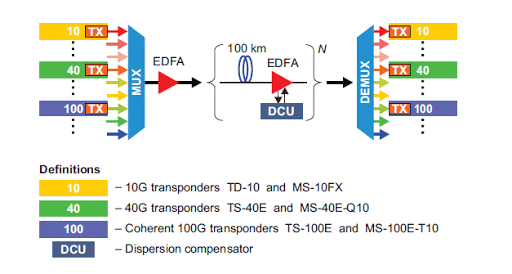 10 TX
40 TX
100 TX
MUX
EDFA
100 km
EDFA
DCU
N
DEMUX
TX 10
TX 40
TX 100
Definitions
10 – 10G transponders TD-10 and MS-10FX
40 – 40G transponders TS-40E and MS-40E-Q10
100 – Coherent 100G transponders TS-100E and MS-100E-T10
DCU – Dispersion compensator